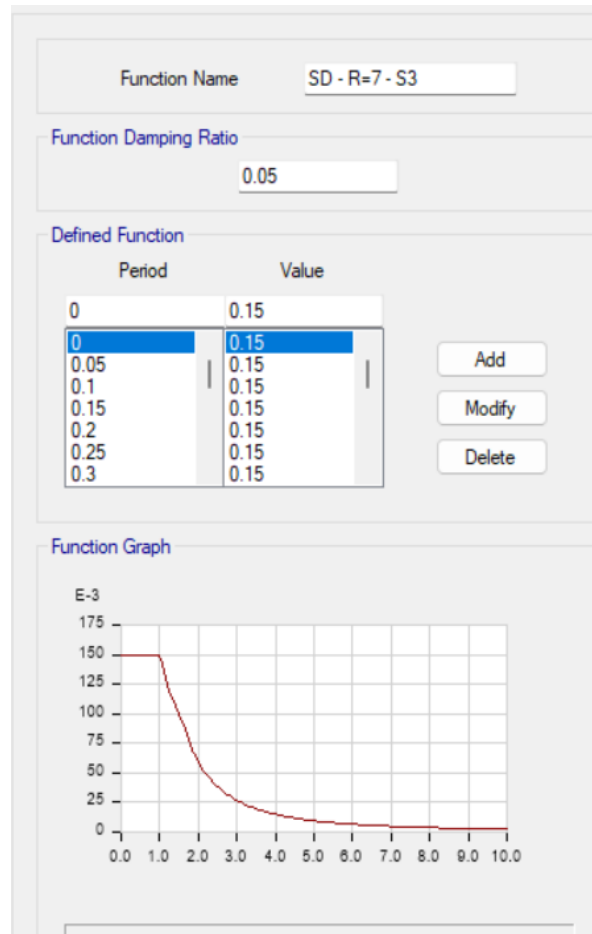 Function Name SD - R=7 - S3
Function Damping Ratio
0.05
Defined Function
Period Value
0 0.15
0 0.15
0.05 0.15
0.1 0.15
0.15 0.15
0.2 0.15
0.25 0.15
0.3 0.15
Add
Modify
Delete
Function Graph
E-3
175
150
125
100
75
50
25
0
0.0 1.0 2.0 3.0 4.0 5.0 6.0 7.0 8.0 9.0 10.0